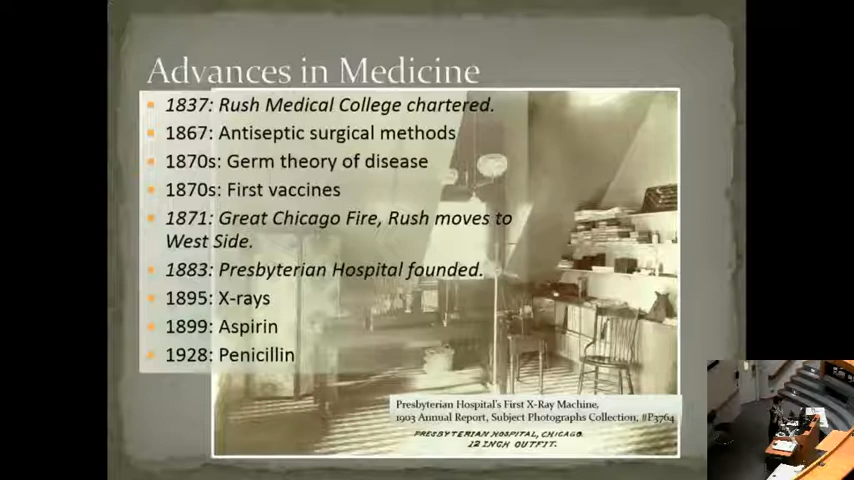 Advances in Medicine
1837: Rush Medical College chartered.
1867: Antiseptic surgical methods
1870s: Germ theory of disease
1870s: First vaccines
1871: Great Chicago Fire, Rush moves to
West Side.
1883: Presbyterian Hospital founded.
1895: X-rays
1899: Aspirin
1928: Penicillin
Presbyterian Hospital's First X-Ray Machine,
1903 Annual Report, Subject Photographs Collection, #P3764
PRESBYTERIAN HOSPITAL, CHICAGO.
12 INCH OUTFIT.